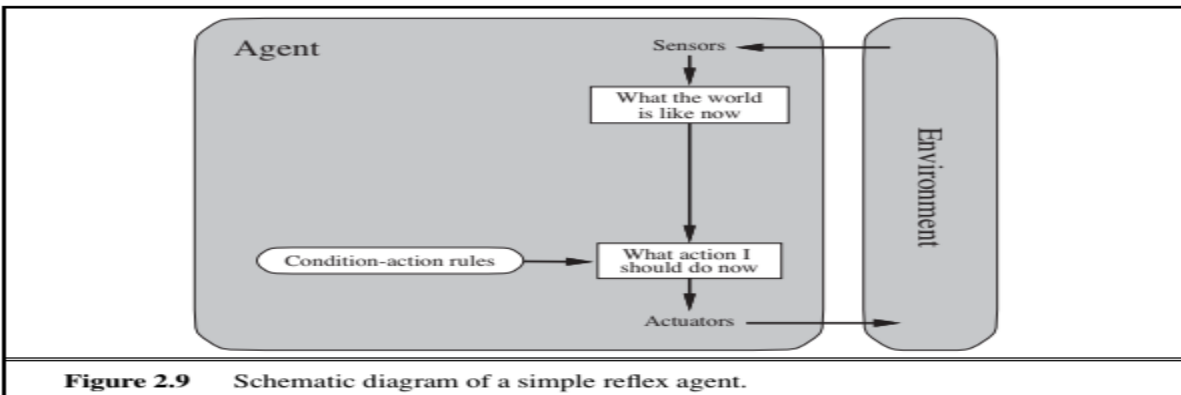 Agent
Sensors
What the world
is like now
Environment
Condition-action rules
What action I
should do now
Actuators
Figure 2.9 Schematic diagram of a simple reflex agent.